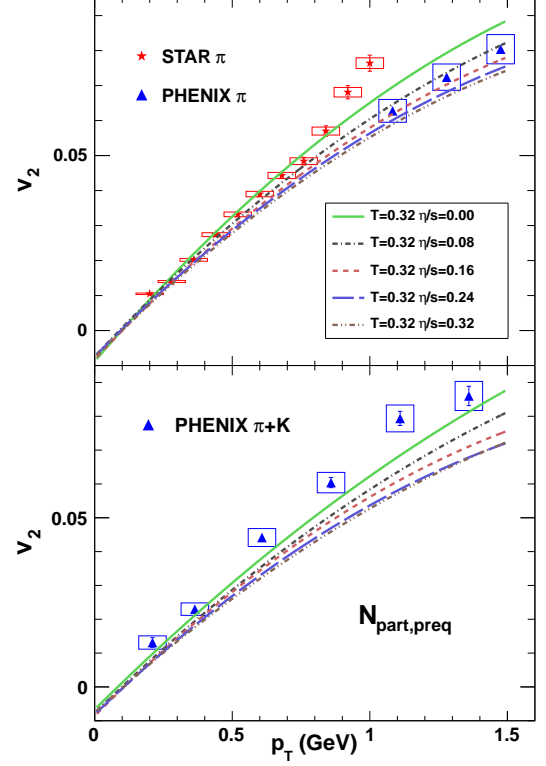 STAR π
PHENIX π
v2
0.05
0
T=0.32 η/s=0.00
T=0.32 η/s=0.08
T=0.32 η/s=0.16
T=0.32 η/s=0.24
T=0.32 η/s=0.32
PHENIX π+K
v2
0.05
0
Npart,preq
0 0.5 1 1.5
pT (GeV)